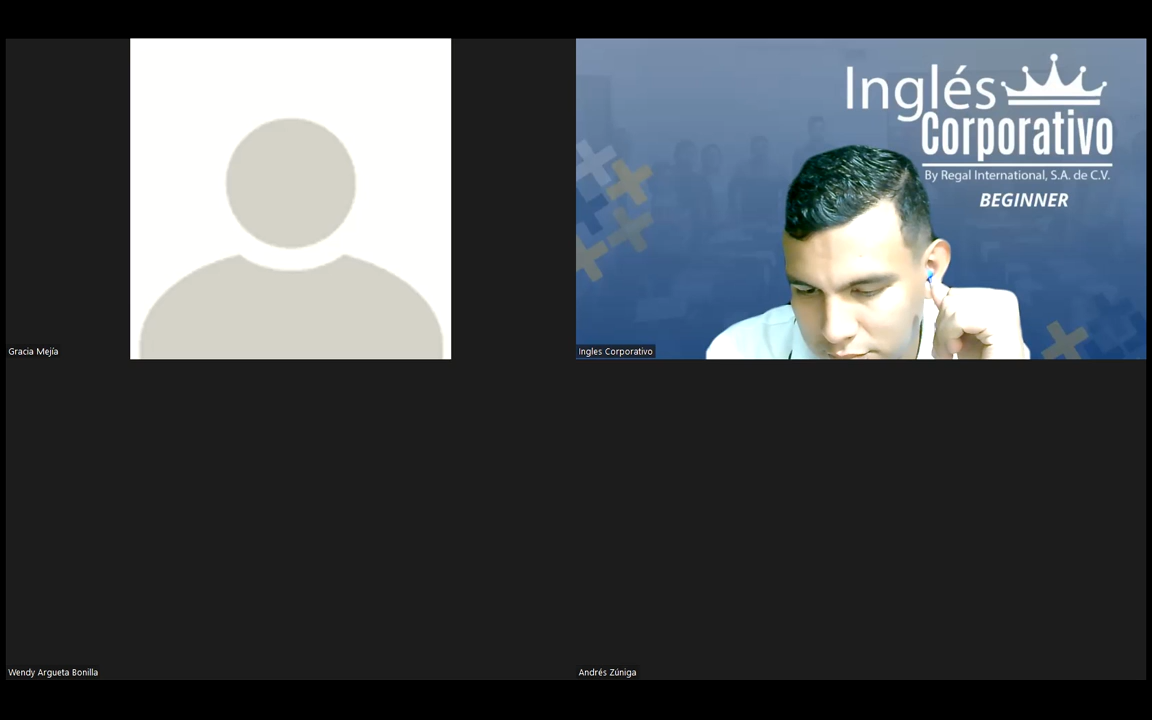 Inglés
Corporativo
By Regal International, S.A. de C.V.
BEGINNER
Gracia Mejía
Ingles Corporativo
Wendy Argueta Bonilla
Andrés Zúniga